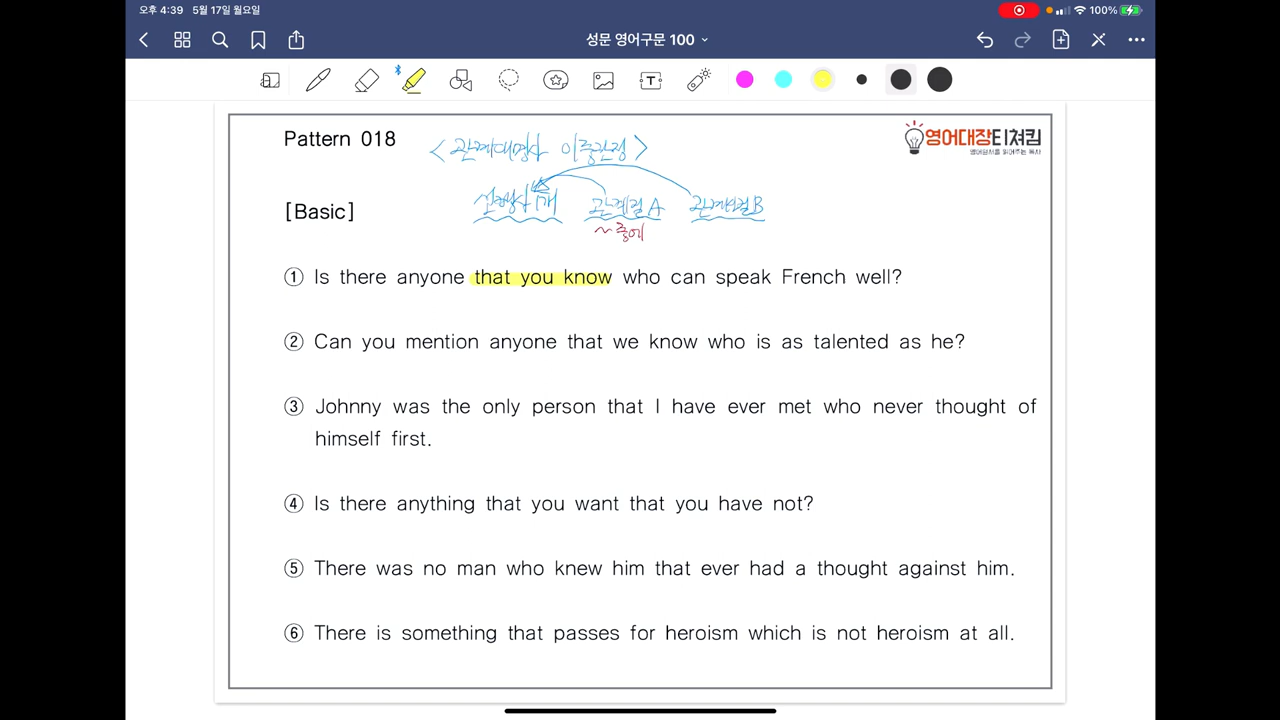 오후 4:39 5월 17일 월요일
100%
성문 영어구문 100
Pattern 018
<관계대명사 이중한정>
영어대장티쳐킴
[Basic]
선행사 1개 관계절 A 관계절 B
~ 중에
① Is there anyone that you know who can speak French well?
② Can you mention anyone that we know who is as talented as he?
③ Johnny was the only person that I have ever met who never thought of
himself first.
④ Is there anything that you want that you have not?
⑤ There was no man who knew him that ever had a thought against him.
⑥ There is something that passes for heroism which is not heroism at all.